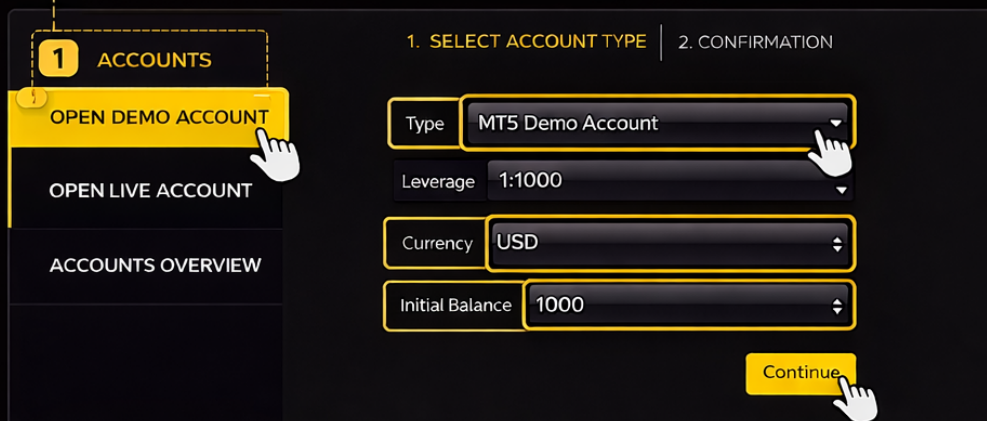 1 ACCOUNTS
OPEN DEMO ACCOUNT
OPEN LIVE ACCOUNT
ACCOUNTS OVERVIEW
1. SELECT ACCOUNT TYPE
2. CONFIRMATION
Type MT5 Demo Account
Leverage 1:1000
Currency USD
Initial Balance 1000
Continue